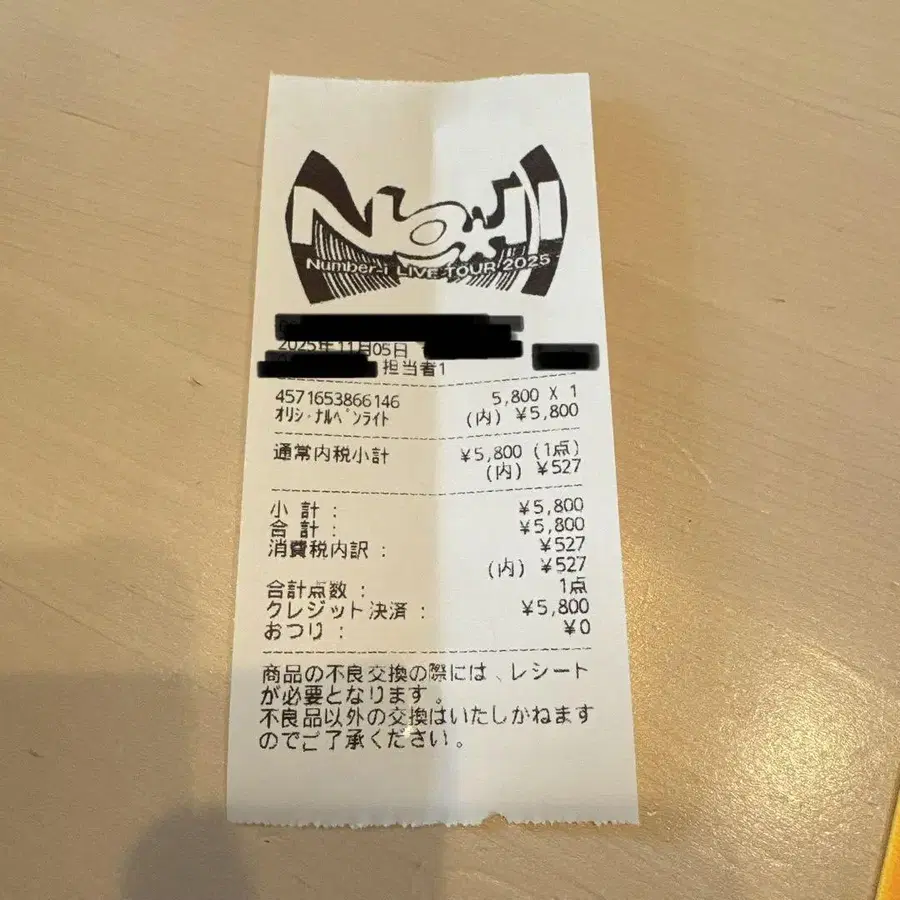 No.II
Number-i LIVE TOUR 2025
2025年11月05日
担当者1
4571653866146 5,800 X 1
オリジナルペンライト (内) ¥5,800
通常内税小計 ¥5,800 (1点)
(内) ¥527
小 計 : ¥5,800
合 計 : ¥5,800
消費税内訳 : ¥527
(内) ¥527
合計点数 : 1点
クレジット決済 : ¥5,800
おつり : ¥0
商品の不良交換の際には、レシート
が必要となります。
不良品以外の交換はいたしかねます
のでご了承ください。